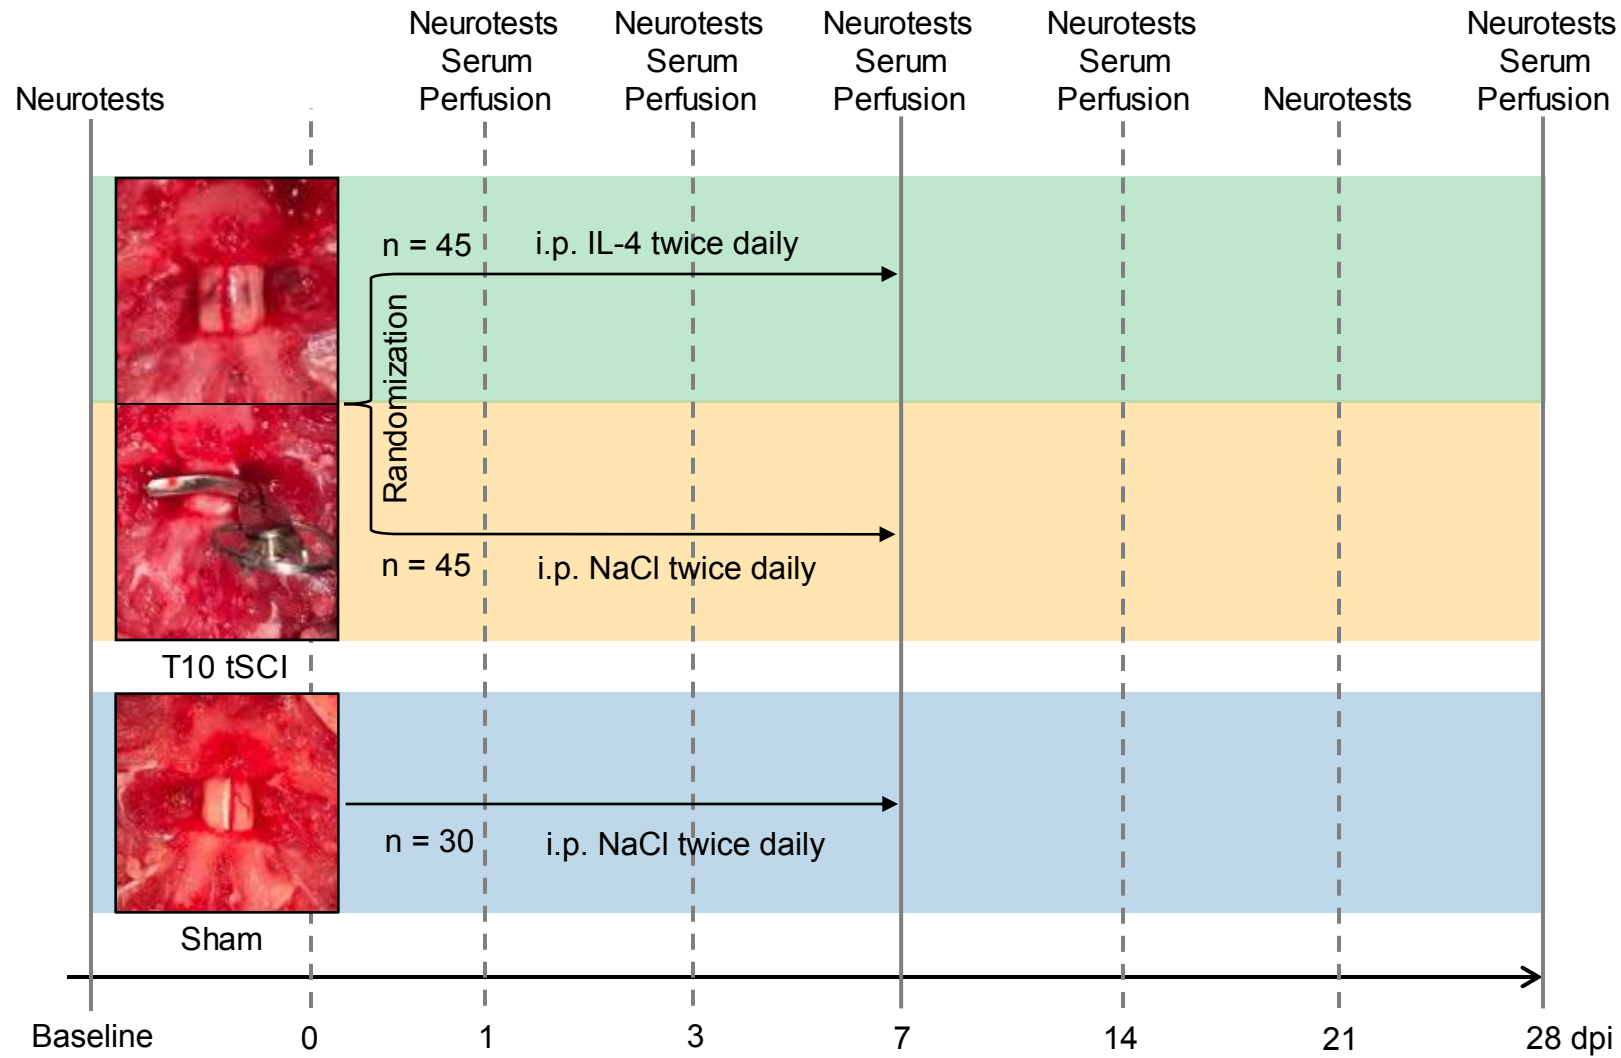 Neurotests
Neurotests
Serum
Perfusion
Neurotests
Serum
Perfusion
Neurotests
Serum
Perfusion
Neurotests
Serum
Perfusion
Neurotests
Neurotests
Serum
Perfusion
n = 45
i.p. IL-4 twice daily
Randomization
n = 45
i.p. NaCl twice daily
T10 tSCI
n = 30
i.p. NaCl twice daily
Sham
Baseline
0
1
3
7
14
21
28 dpi